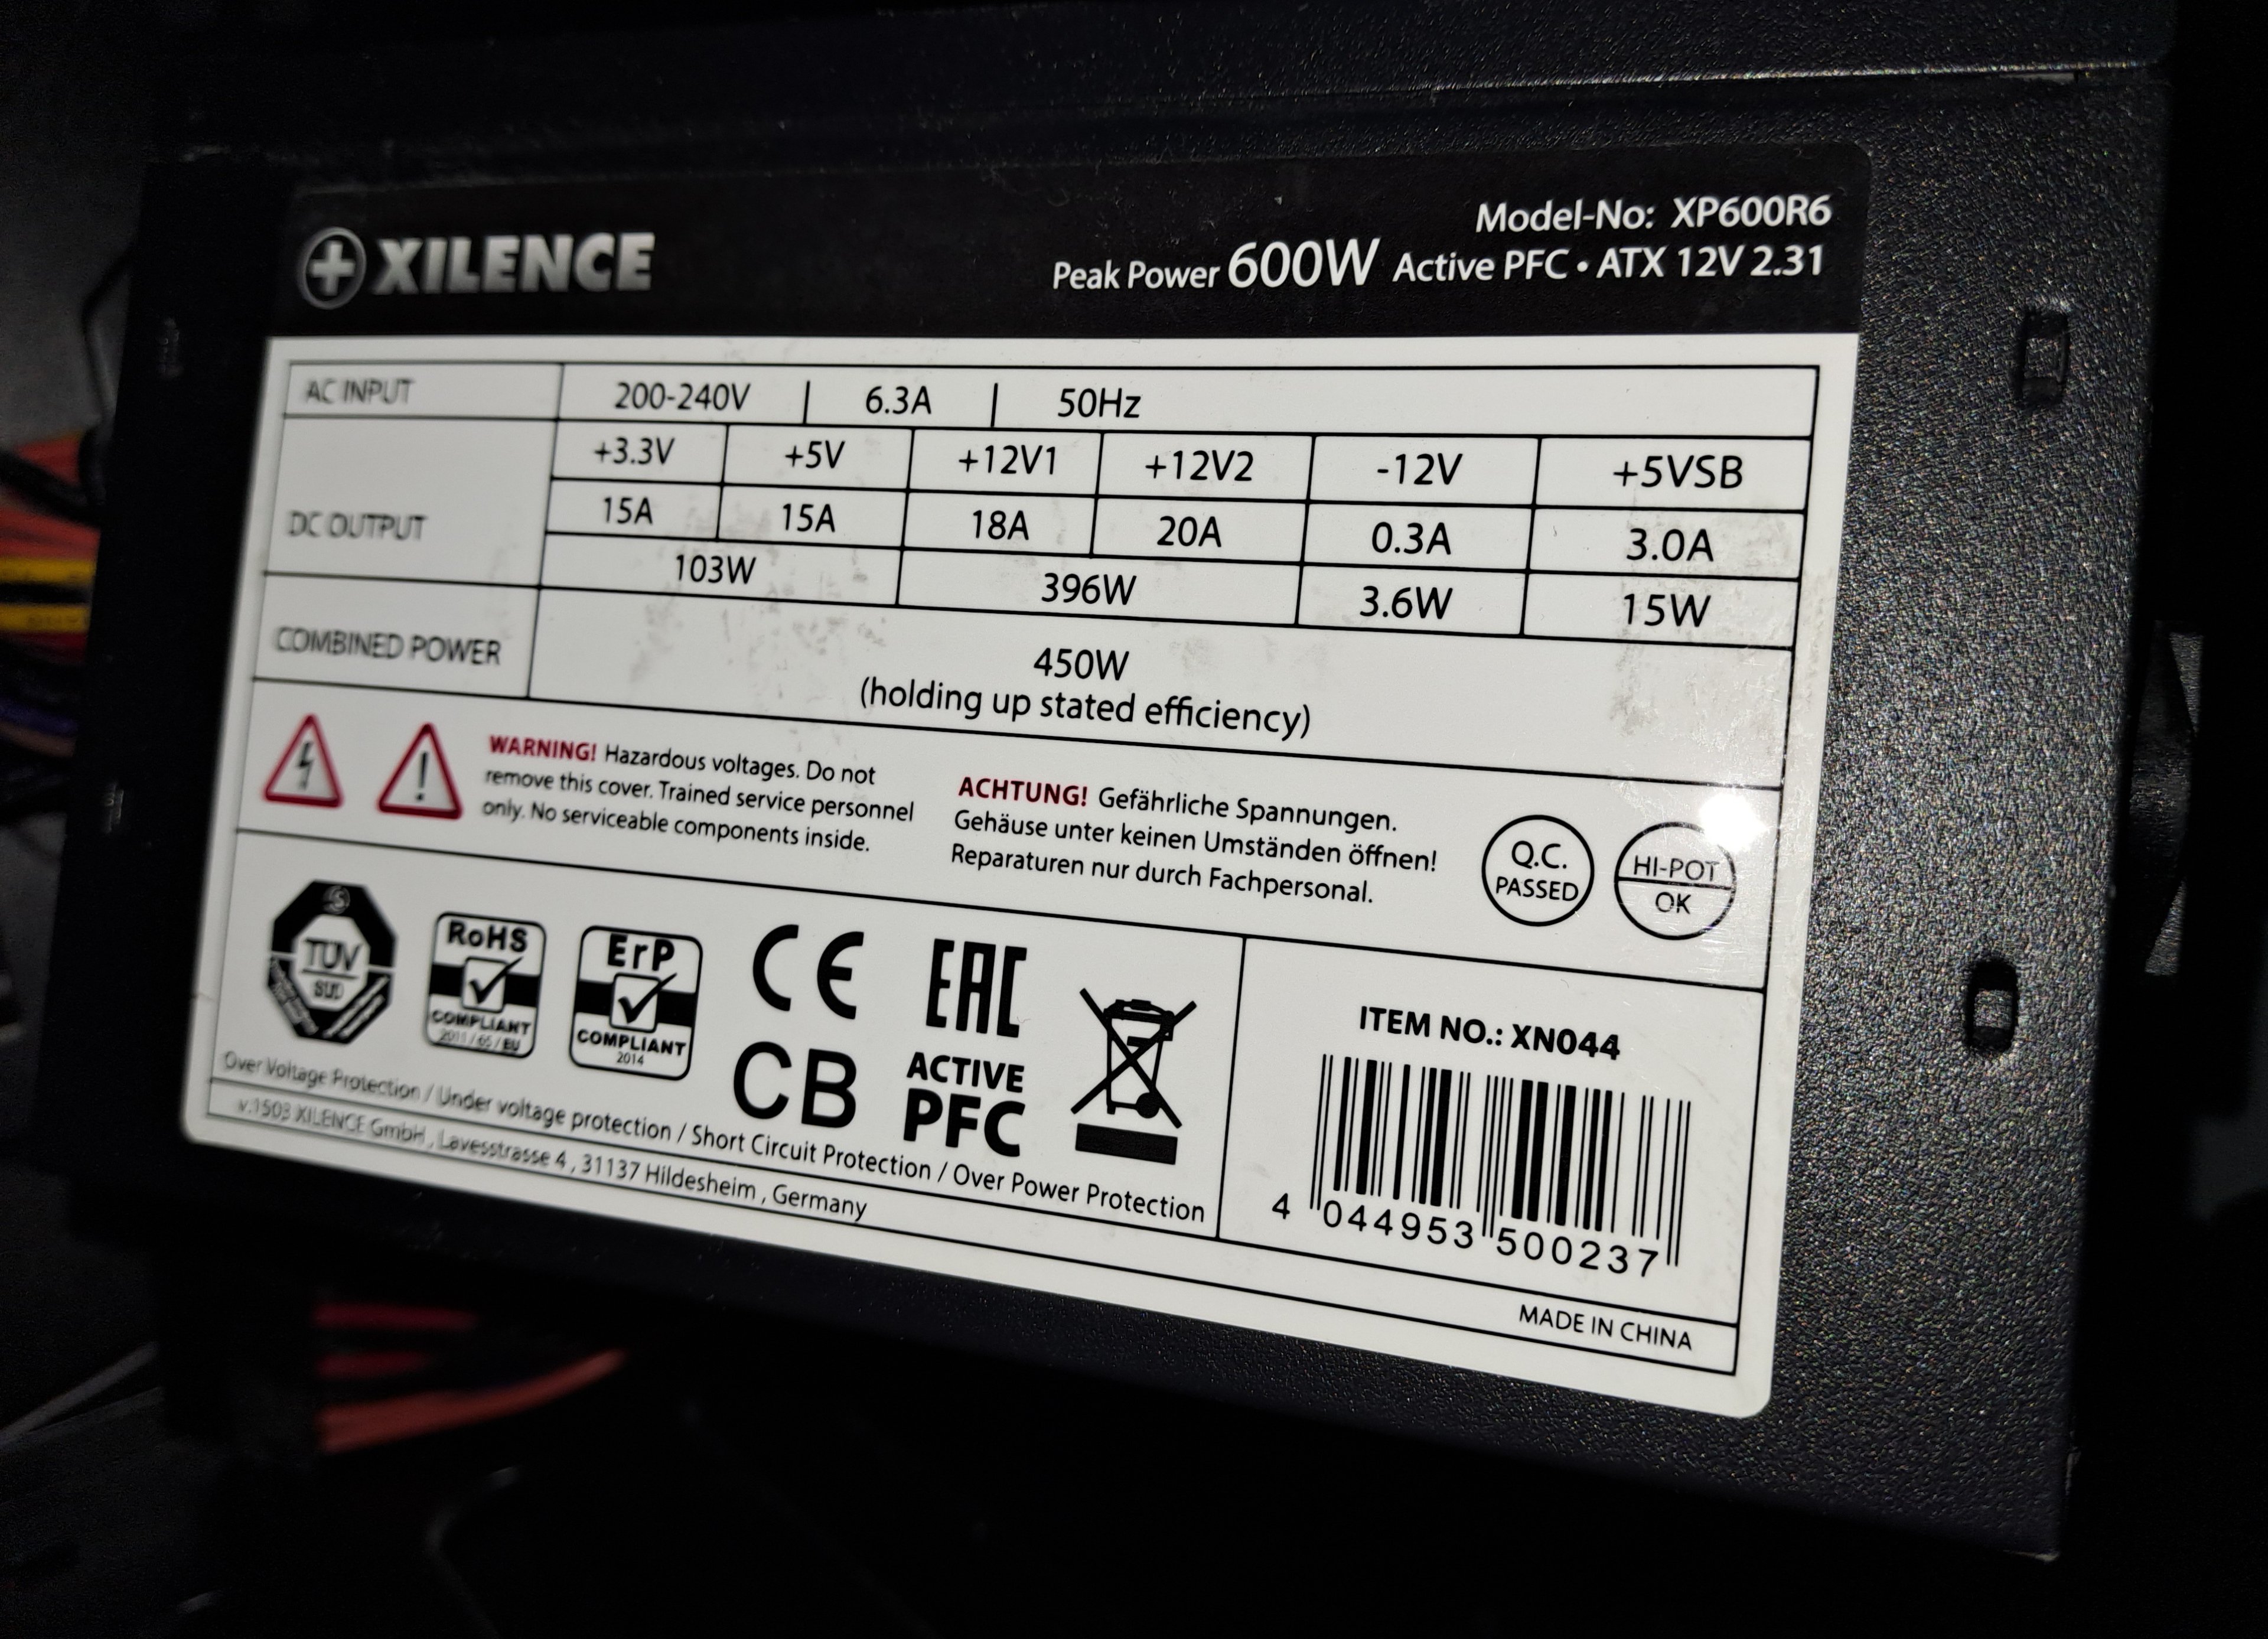 XILENCE
Model-No: XP600R6
Peak Power 600W Active PFC • ATX 12V 2.31
AC INPUT 200-240V | 6.3A | 50Hz
DC OUTPUT
+3.3V +5V +12V1 +12V2 -12V +5VSB
15A 15A 18A 20A 0.3A 3.0A
103W 396W 3.6W 15W
COMBINED POWER
450W
(holding up stated efficiency)
WARNING! Hazardous voltages. Do not
remove this cover. Trained service personnel
only. No serviceable components inside.
ACHTUNG! Gefährliche Spannungen.
Gehäuse unter keinen Umständen öffnen!
Reparaturen nur durch Fachpersonal.
Q.C.
PASSED
HI-POT
OK
TÜV
SÜD
RoHS
COMPLIANT
2011/65/EU
ErP
COMPLIANT
2014
CE
EAC
CB
ACTIVE
PFC
ITEM NO.: XN044
4 044953 500237
Over Voltage Protection / Under voltage protection / Short Circuit Protection / Over Power Protection
v.1503 XILENCE GmbH , Lavesstrasse 4 , 31137 Hildesheim , Germany
MADE IN CHINA